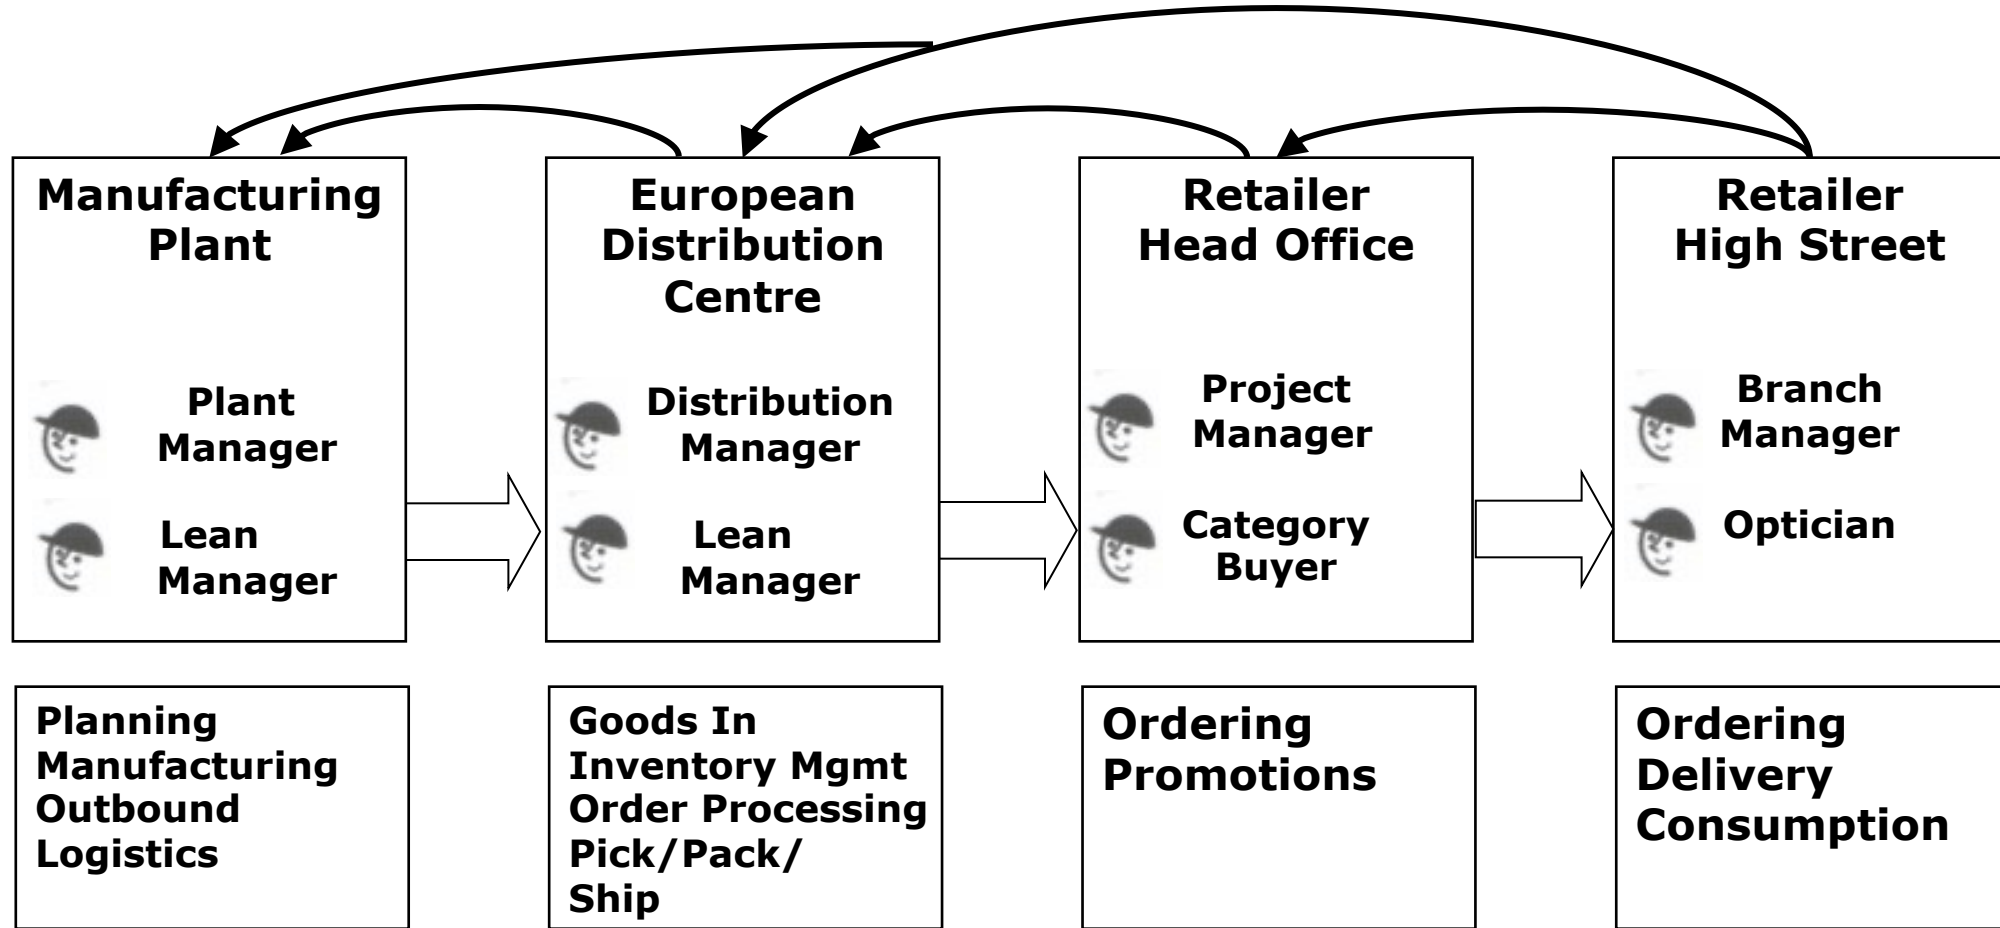 Manufacturing
Plant
Plant
Manager
Lean
Manager
European
Distribution
Centre
Distribution
Manager
Lean
Manager
Retailer
Head Office
Project
Manager
Category
Buyer
Retailer
High Street
Branch
Manager
Optician
Planning
Manufacturing
Outbound
Logistics
Goods In
Inventory Mgmt
Order Processing
Pick/Pack/
Ship
Ordering
Promotions
Ordering
Delivery
Consumption